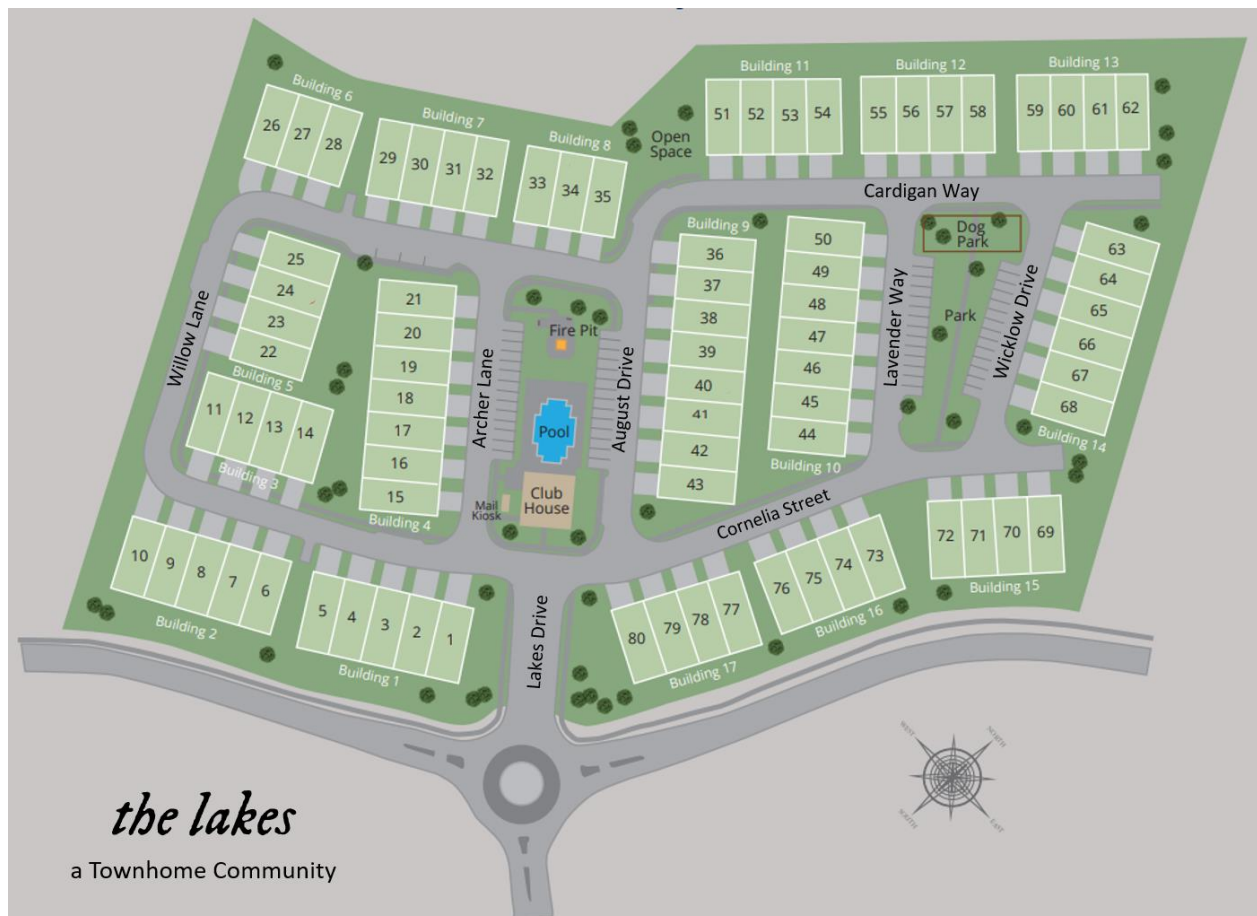 Building 6
26
27
28
Building 7
29
30
31
32
Building 8
33
34
35
Open
Space
Building 11
51
52
53
54
Building 12
55
56
57
58
Building 13
59
60
61
62
Cardigan Way
Building 9
36
37
38
39
40
41
42
43
50
49
48
47
46
45
44
Building 10
Dog
Park
Park
Lavender Way
Wicklow Drive
63
64
65
66
67
68
Building 14
25
24
23
22
Building 5
Willow Lane
11
12
13
14
Building 3
21
20
19
18
17
16
15
Building 4
Archer Lane
Fire Pit
Pool
Club
House
Mail
Kiosk
August Drive
Cornelia Street
10
9
8
7
6
Building 2
5
4
3
2
1
Building 1
Lakes Drive
80
79
78
77
Building 17
76
75
74
73
Building 16
72
71
70
69
Building 15
the lakes
a Townhome Community
WEST
NORTH
SOUTH
EAST